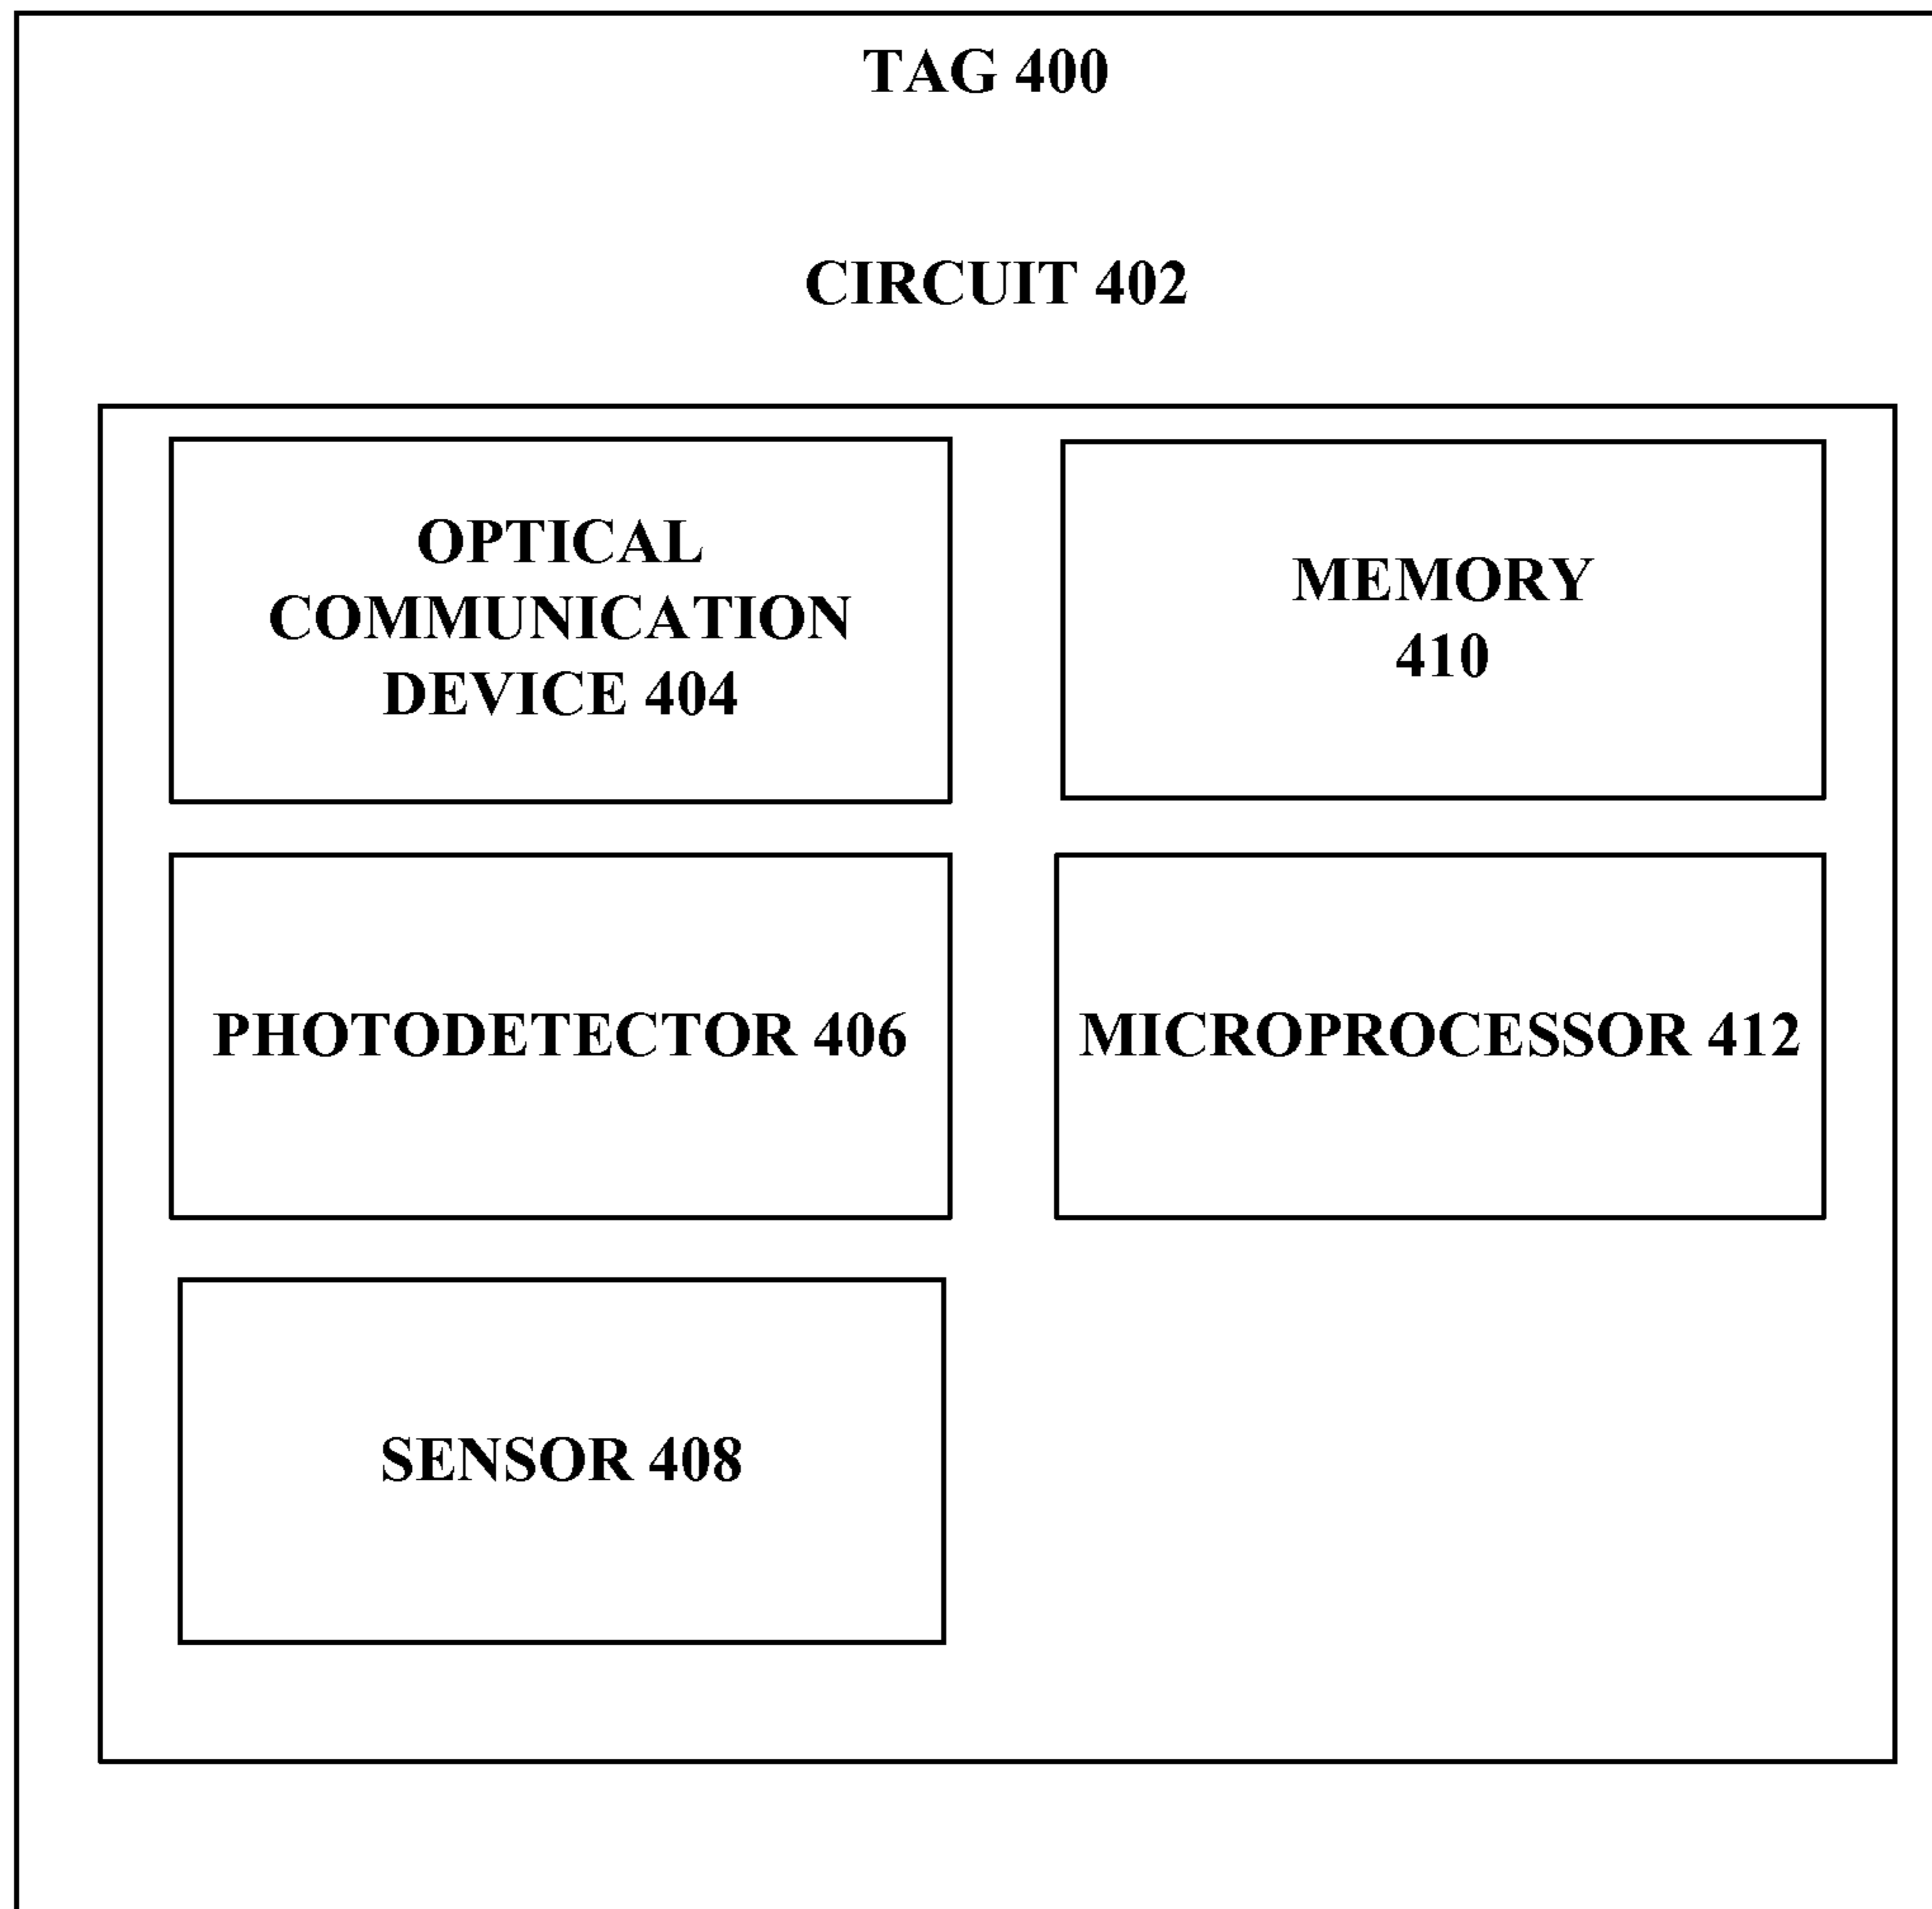 TAG 400
CIRCUIT 402
OPTICAL
COMMUNICATION
DEVICE 404
MEMORY
410
PHOTODETECTOR 406
MICROPROCESSOR 412
SENSOR 408